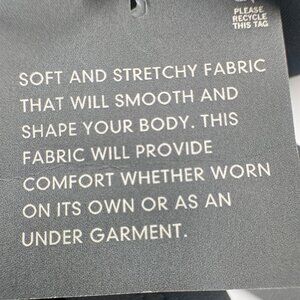 PLEASE
RECYCLE
THIS TAG
SOFT AND STRETCHY FABRIC
THAT WILL SMOOTH AND
SHAPE YOUR BODY. THIS
FABRIC WILL PROVIDE
COMFORT WHETHER WORN
ON ITS OWN OR AS AN
UNDER GARMENT.